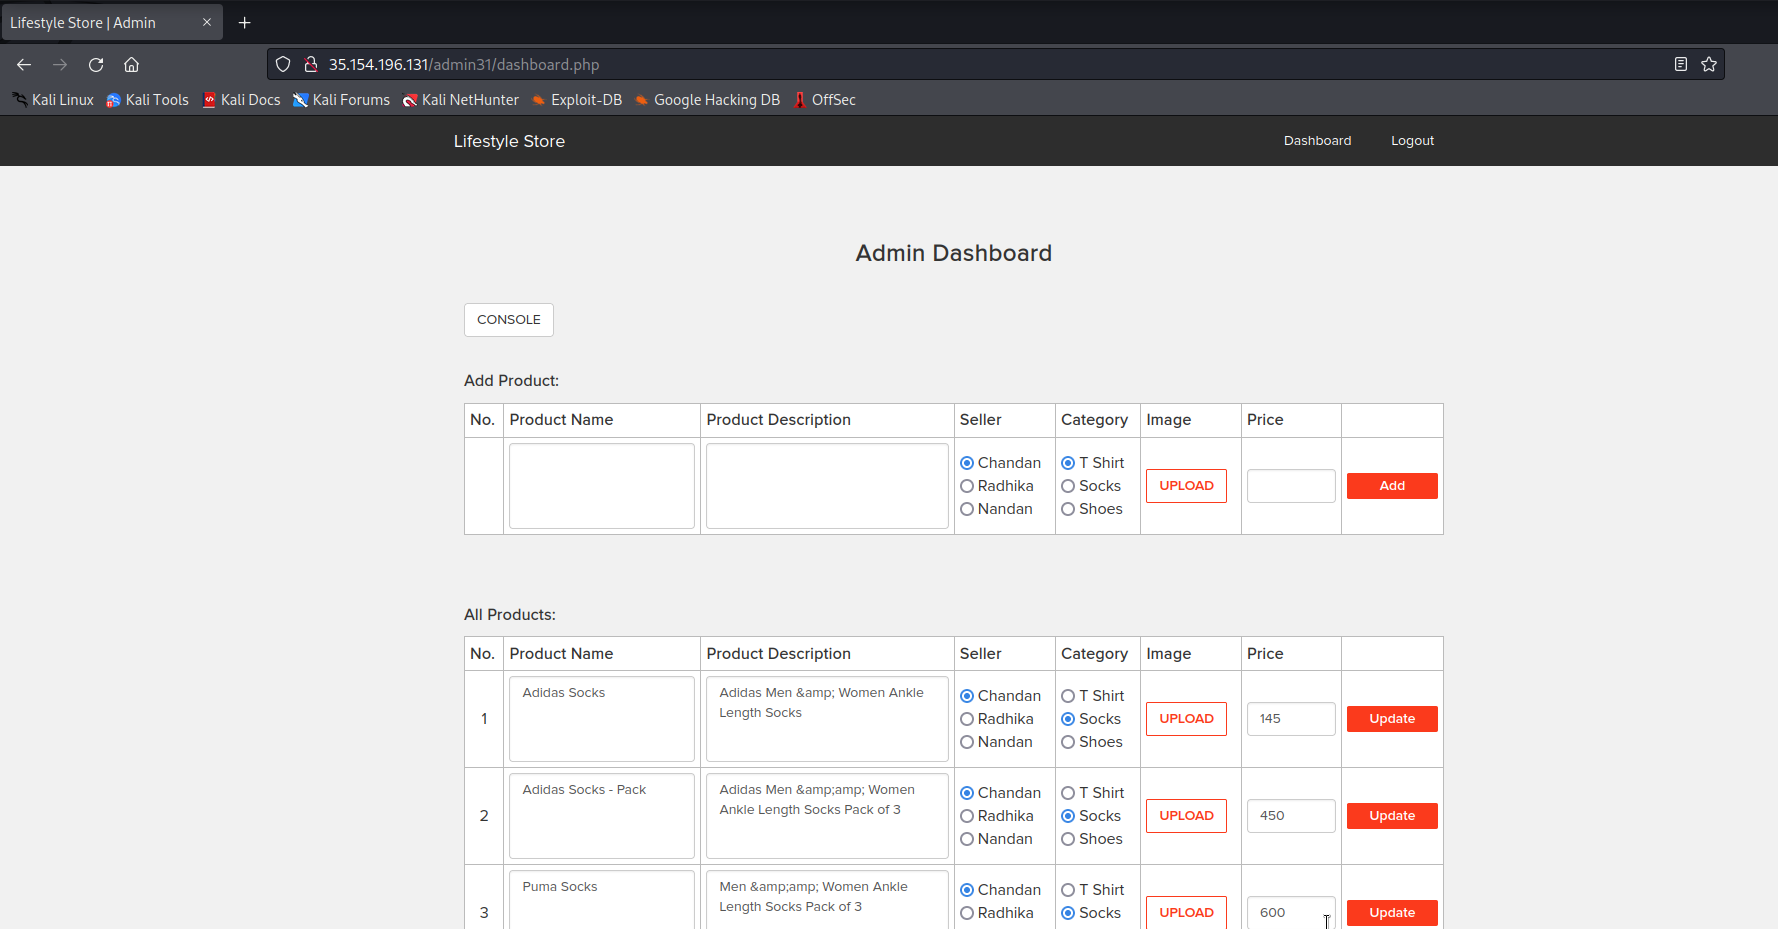 Lifestyle Store | Admin
35.154.196.131/admin31/dashboard.php
Kali Linux Kali Tools Kali Docs Kali Forums Kali NetHunter Exploit-DB Google Hacking DB OffSec
Lifestyle Store Dashboard Logout
Admin Dashboard
CONSOLE
Add Product:
No. Product Name Product Description Seller Category Image Price
Chandan T Shirt
Radhika Socks UPLOAD Add
Nandan Shoes
All Products:
No. Product Name Product Description Seller Category Image Price
Adidas Socks Adidas Men &amp; Women Ankle Chandan T Shirt
1 Length Socks Radhika Socks UPLOAD 145 Update
Nandan Shoes
Adidas Socks - Pack Adidas Men &amp;amp; Women Chandan T Shirt
2 Ankle Length Socks Pack of 3 Radhika Socks UPLOAD 450 Update
Nandan Shoes
Puma Socks Men &amp;amp; Women Ankle Chandan T Shirt
3 Length Socks Pack of 3 Radhika Socks UPLOAD 600 Update